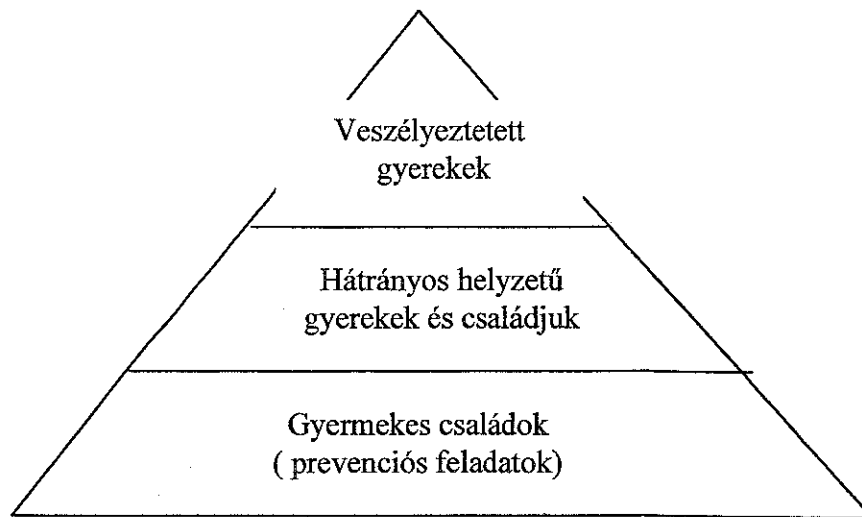 Veszélyeztetett
gyerekek
Hátrányos helyzetű
gyerekek és családjuk
Gyermekes családok
( prevenciós feladatok)